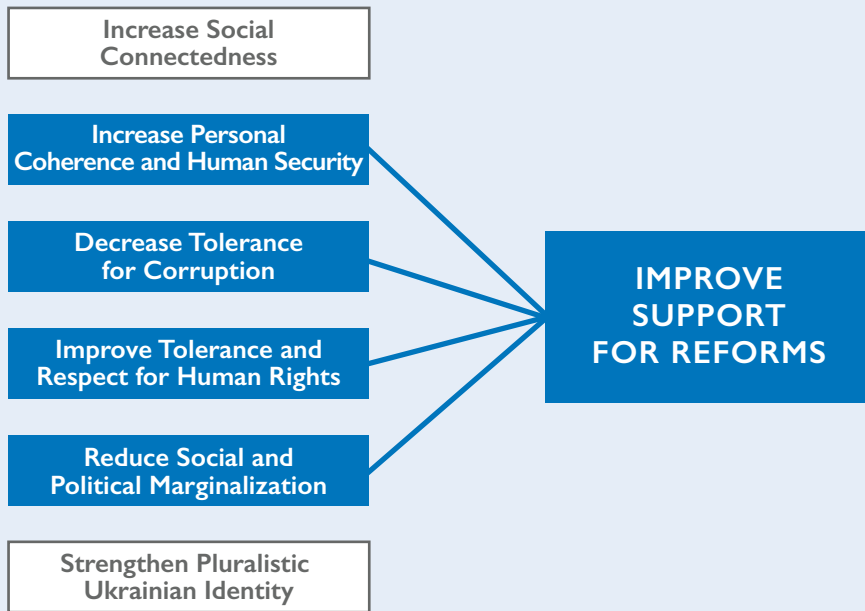 Increase Social
Connectedness
Increase Personal
Coherence and Human Security
Decrease Tolerance
for Corruption
Improve Tolerance and
Respect for Human Rights
Reduce Social and
Political Marginalization
Strengthen Pluralistic
Ukrainian Identity
IMPROVE
SUPPORT
FOR REFORMS